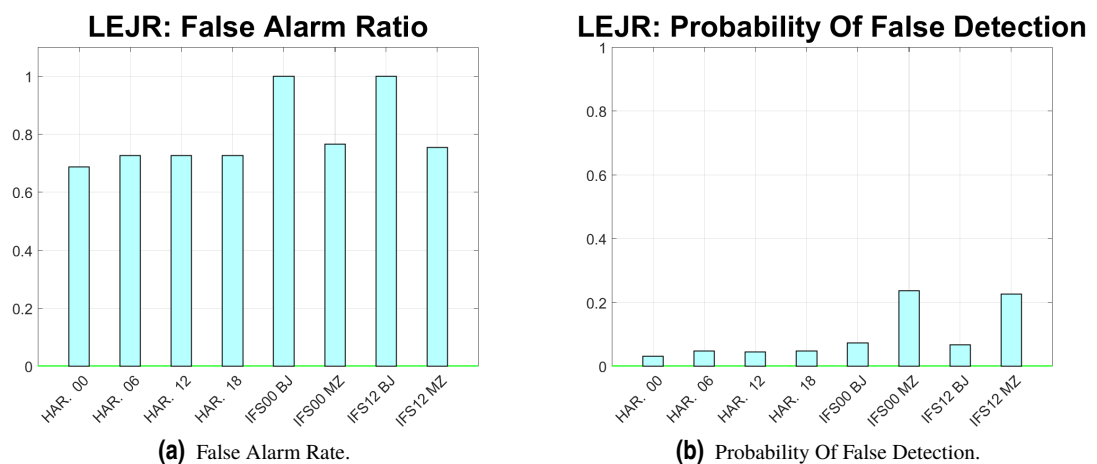 LEJR: False Alarm Ratio
1
0.8
0.6
0.4
0.2
0
HAR. 00
HAR. 06
HAR. 12
HAR. 18
IFS00 BJ
IFS00 MZ
IFS12 BJ
IFS12 MZ
(a) False Alarm Rate.
LEJR: Probability Of False Detection
1
0.8
0.6
0.4
0.2
0
HAR. 00
HAR. 06
HAR. 12
HAR. 18
IFS00 BJ
IFS00 MZ
IFS12 BJ
IFS12 MZ
(b) Probability Of False Detection.